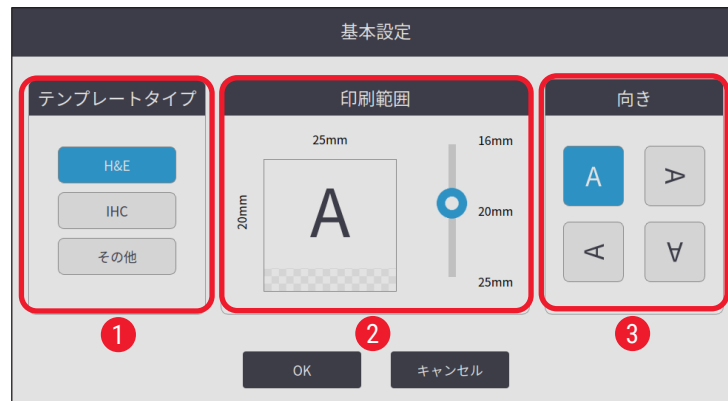 基本設定
テンプレートタイプ
H&E
IHC
その他
1
印刷範囲
25mm
20mm
A
16mm
20mm
25mm
2
向き
A
A
A
A
3
OK
キャンセル